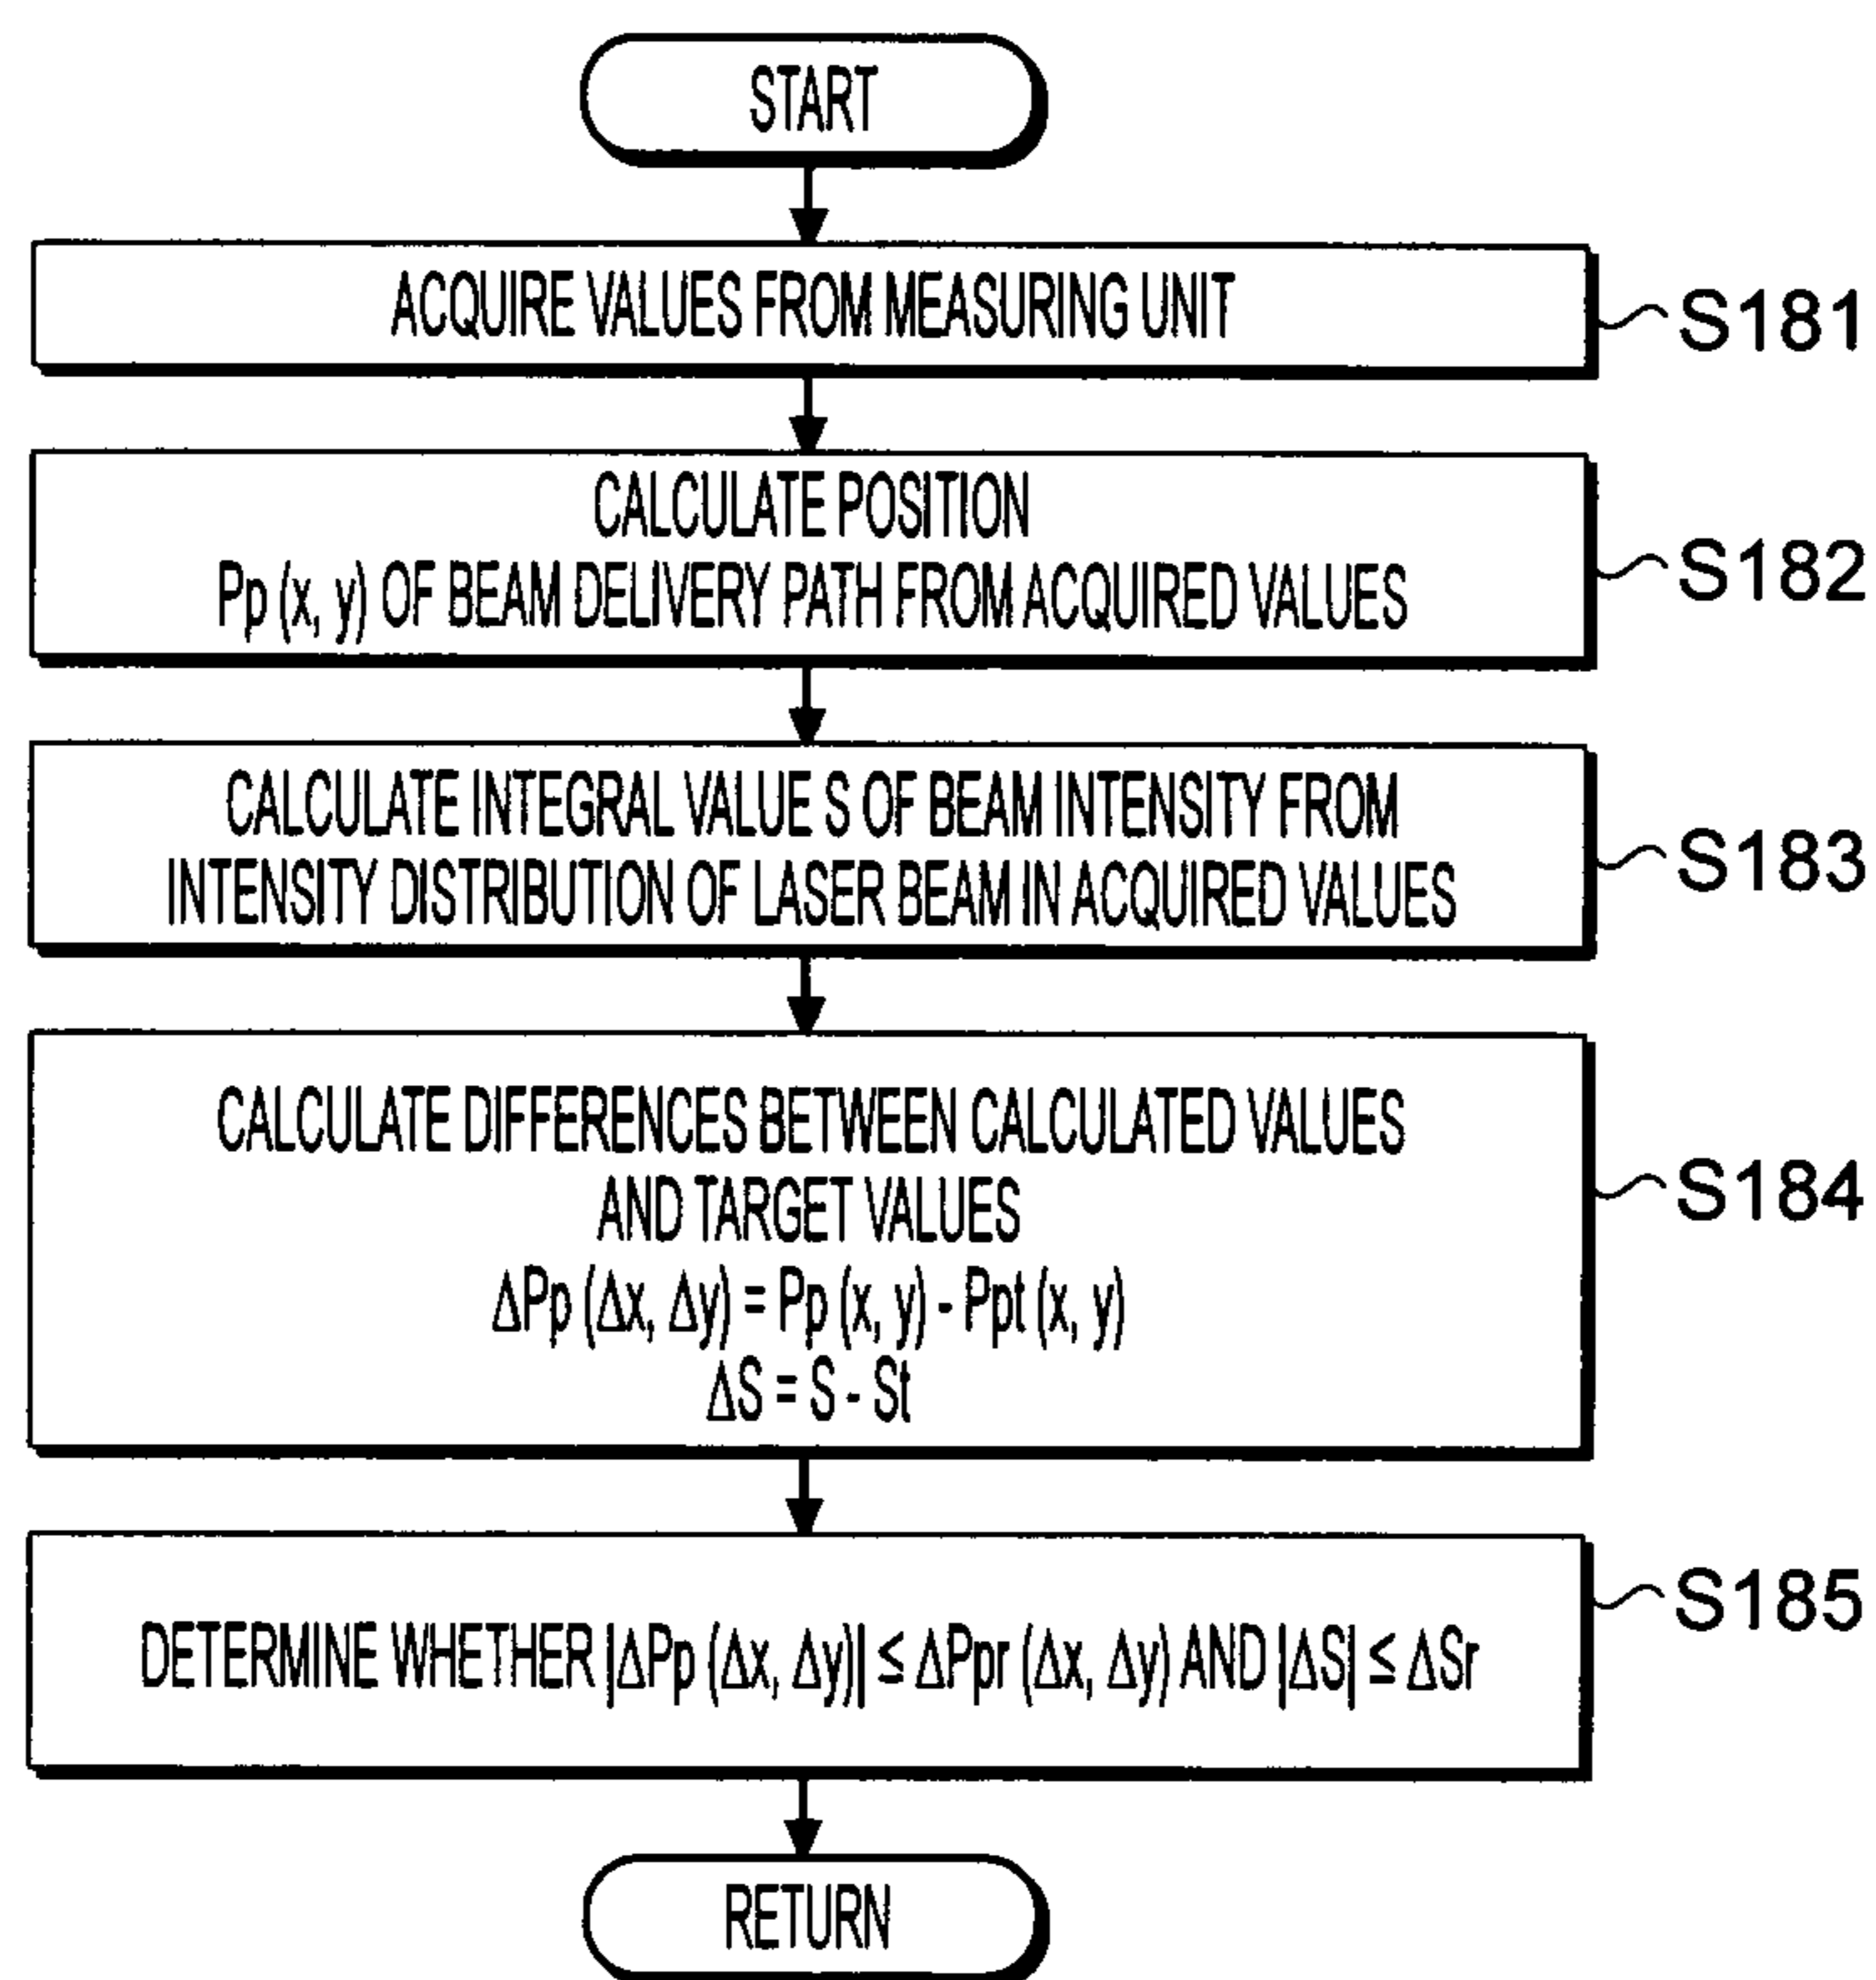 START
ACQUIRE VALUES FROM MEASURING UNIT
S181
CALCULATE POSITION
Pp (x, y) OF BEAM DELIVERY PATH FROM ACQUIRED VALUES
S182
CALCULATE INTEGRAL VALUE S OF BEAM INTENSITY FROM
INTENSITY DISTRIBUTION OF LASER BEAM IN ACQUIRED VALUES
S183
CALCULATE DIFFERENCES BETWEEN CALCULATED VALUES
AND TARGET VALUES
ΔPp (Δx, Δy) = Pp (x, y) - Ppt (x, y)
ΔS = S - St
S184
DETERMINE WHETHER |ΔPp (Δx, Δy)| ≤ ΔPpr (Δx, Δy) AND |ΔS| ≤ ΔSr
S185
RETURN